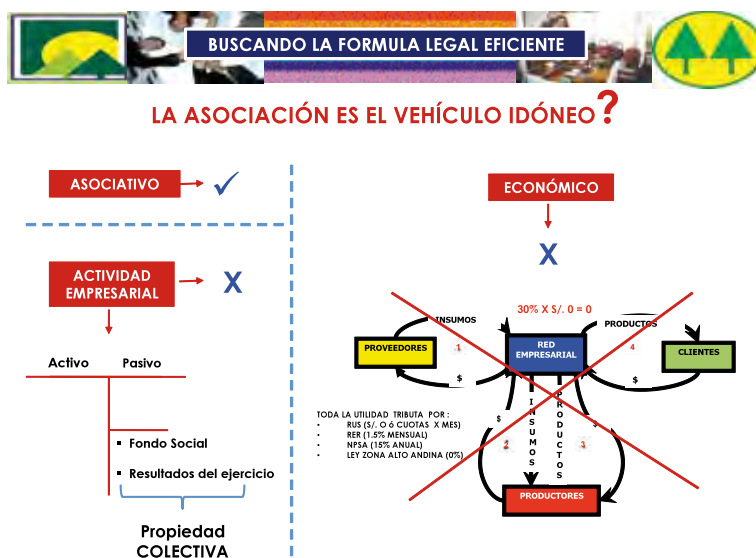 BUSCANDO LA FORMULA LEGAL EFICIENTE
LA ASOCIACIÓN ES EL VEHÍCULO IDÓNEO?
ASOCIATIVO
ACTIVIDAD
EMPRESARIAL
X
Activo
Pasivo
Fondo Social
Resultados del ejercicio
Propiedad
COLECTIVA
ECONÓMICO
X
30% X S/. 0 = 0
INSUMOS
PRODUCTOS
PROVEEDORES
1
RED
EMPRESARIAL
4
CLIENTES
$
$
TODA LA UTILIDAD TRIBUTA POR :
RUS (S/. O ó CUOTAS X MES)
RER (1.5% MENSUAL)
NPSA (15% ANUAL)
LEY ZONA ALTO ANDINA (0%)
$
2
INSUMOS
PRODUCTOS
3
$
PRODUCTORES